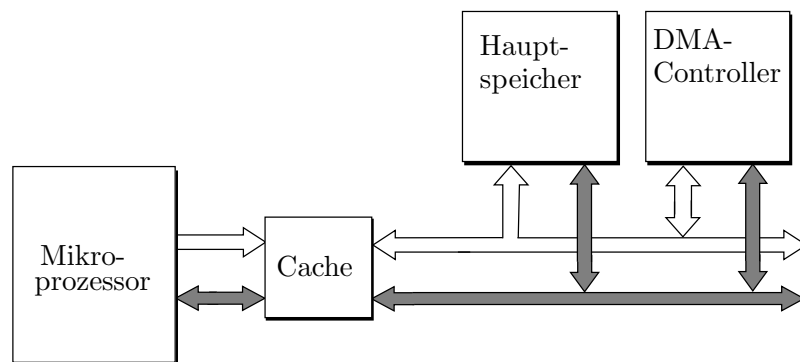 Haupt-
speicher
DMA-
Controller
Mikro-
prozessor
Cache